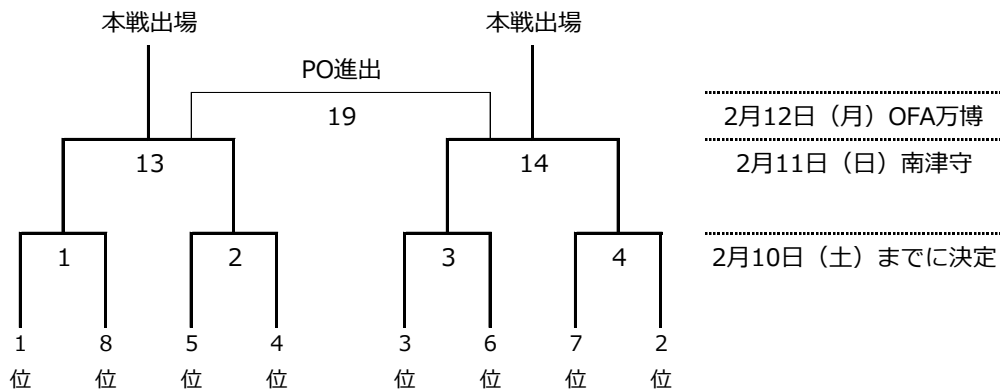 本戦出場 本戦出場
PO進出
19 2月12日（月）OFA万博
13 14 2月11日（日）南津守
1 2 3 4 2月10日（土）までに決定
1 8 5 4 3 6 7 2
位 位 位 位 位 位 位 位